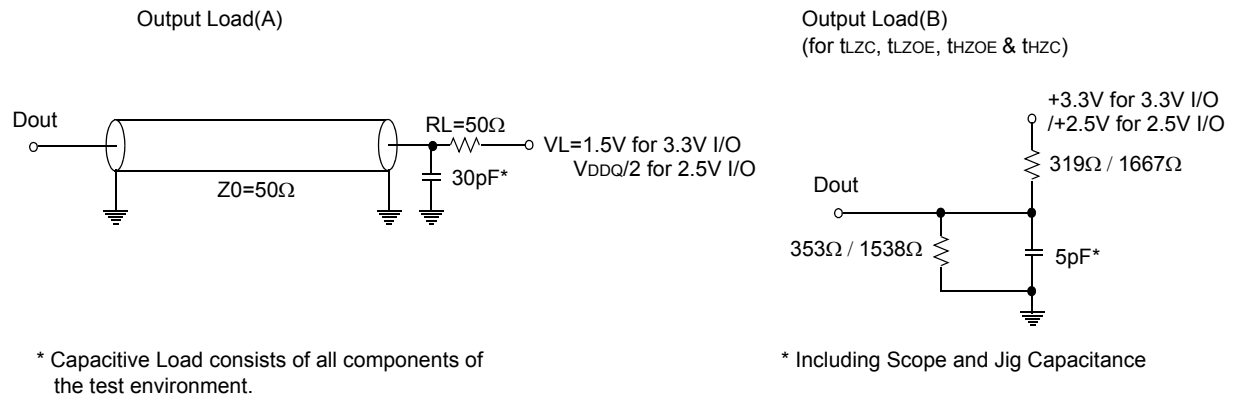 Output Load(A)
Dout
Z0=50Ω
RL=50Ω
30pF*
VL=1.5V for 3.3V I/O
VDDQ/2 for 2.5V I/O
* Capacitive Load consists of all components of
the test environment.
Output Load(B)
(for tLZC, tLZOE, tHZOE & tHZC)
+3.3V for 3.3V I/O
/+2.5V for 2.5V I/O
319Ω / 1667Ω
Dout
353Ω / 1538Ω
5pF*
* Including Scope and Jig Capacitance